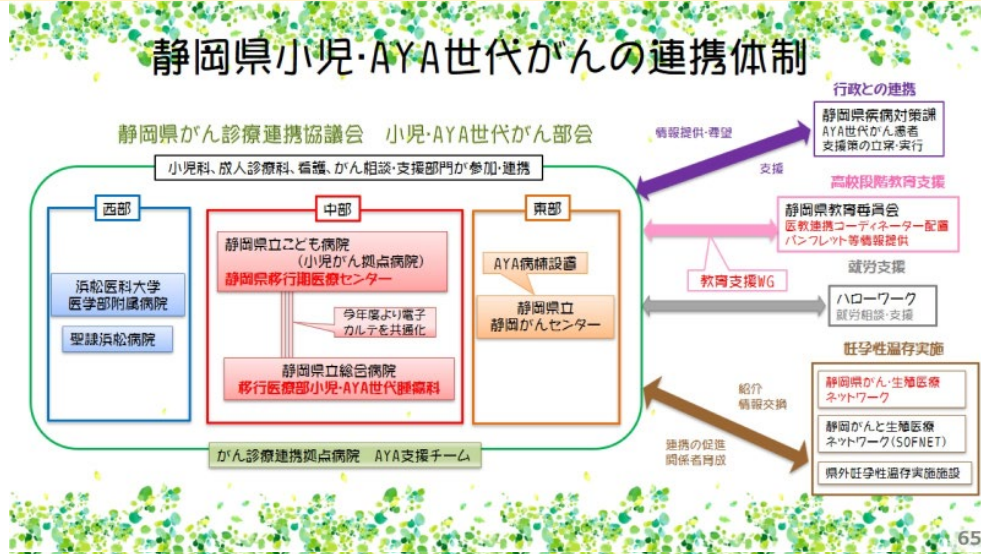 静岡県小児・AYA世代がんの連携体制
静岡県がん診療連携協議会　小児・AYA世代がん部会
小児科、成人診療科、看護、がん相談・支援部門が参加・連携
西部
浜松医科大学
医学部附属病院
聖隷浜松病院
中部
静岡県立こども病院
(小児がん拠点病院)
静岡県移行期医療センター
今年度より電子
カルテを共通化
静岡県立総合病院
移行医療部小児・AYA世代腫瘍科
東部
AYA病棟設置
静岡県立
静岡がんセンター
がん診療連携拠点病院　AYA支援チーム
情報提供・要望
支援
行政との連携
静岡県疾病対策課
AYA世代がん患者
支援策の立案・実行
高校段階教育支援
静岡県教育委員会
医教連携コーディネーター配置
パンフレット等情報提供
教育支援WG
就労支援
ハローワーク
就労相談・支援
妊孕性温存実施
紹介
情報交換
連携の促進
関係者育成
静岡県がん・生殖医療
ネットワーク
静岡がんと生殖医療
ネットワーク(SOFNET)
県外妊孕性温存実施施設
65